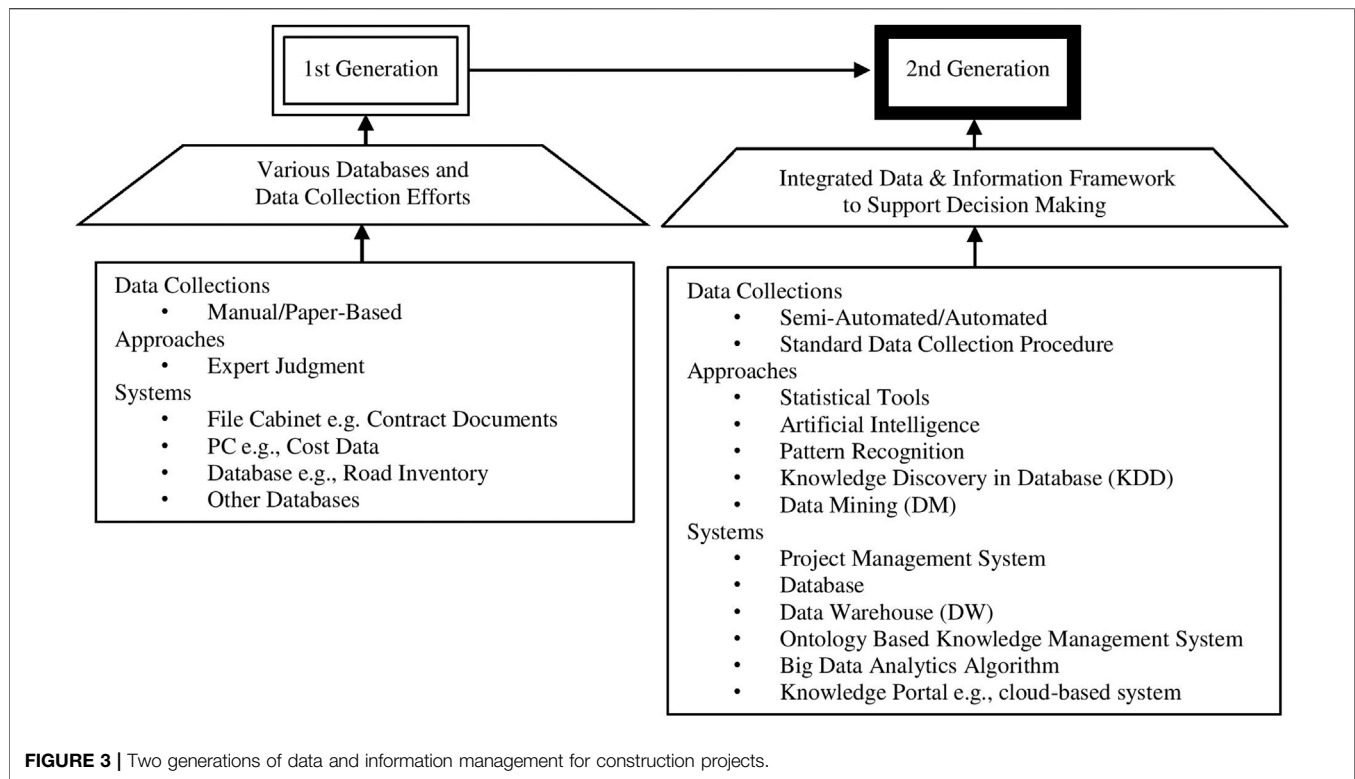 1st Generation
2nd Generation
Various Databases and
Data Collection Efforts
Integrated Data & Information Framework
to Support Decision Making
Data Collections
• Manual/Paper-Based
Approaches
• Expert Judgment
Systems
• File Cabinet e.g. Contract Documents
• PC e.g., Cost Data
• Database e.g., Road Inventory
• Other Databases
Data Collections
• Semi-Automated/Automated
• Standard Data Collection Procedure
Approaches
• Statistical Tools
• Artificial Intelligence
• Pattern Recognition
• Knowledge Discovery in Database (KDD)
• Data Mining (DM)
Systems
• Project Management System
• Database
• Data Warehouse (DW)
• Ontology Based Knowledge Management System
• Big Data Analytics Algorithm
• Knowledge Portal e.g., cloud-based system
FIGURE 3 | Two generations of data and information management for construction projects.